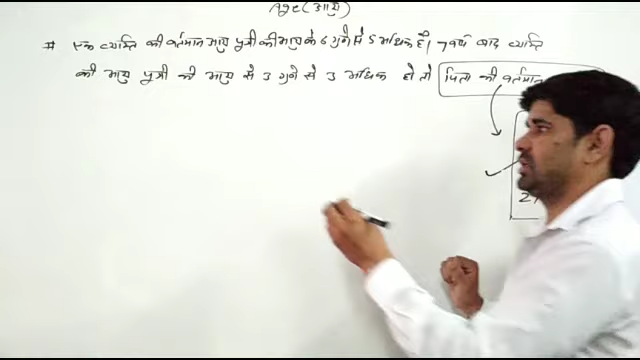 Age (आयु)
# एक व्यक्ति की वर्तमान आयु पुत्री की आयु के 6 गुने से 5 अधिक है। 7 वर्ष बाद व्यक्ति
की आयु पुत्री की आयु से 3 गुने से 3 अधिक हो तो पिता की वर्तमान